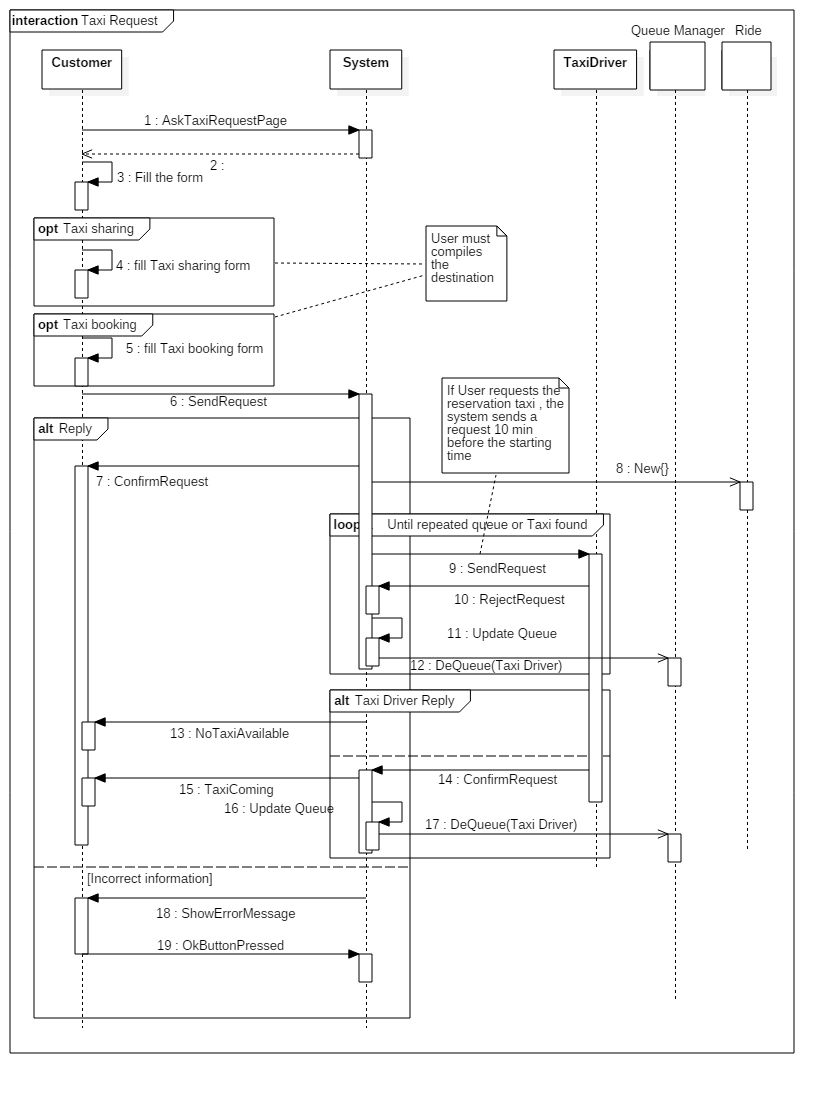 interaction Taxi Request
Queue Manager Ride
Customer System TaxiDriver
1 : AskTaxiRequestPage
2 :
3 : Fill the form
opt Taxi sharing
User must
compiles
the
destination
4 : fill Taxi sharing form
opt Taxi booking
5 : fill Taxi booking form
6 : SendRequest
If User requests the
reservation taxi , the
system sends a
request 10 min
before the starting
time
alt Reply
8 : New{}
7 : ConfirmRequest
loop Until repeated queue or Taxi found
9 : SendRequest
10 : RejectRequest
11 : Update Queue
12 : DeQueue(Taxi Driver)
alt Taxi Driver Reply
13 : NoTaxiAvailable
14 : ConfirmRequest
15 : TaxiComing
16 : Update Queue
17 : DeQueue(Taxi Driver)
[Incorrect information]
18 : ShowErrorMessage
19 : OkButtonPressed